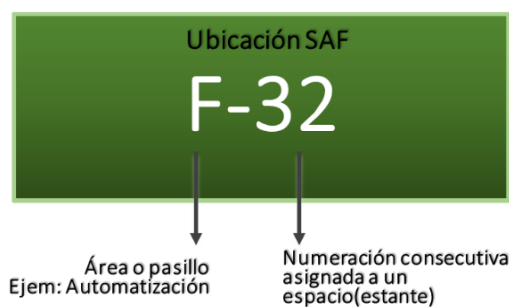 Ubicación SAF
F-32
Área o pasillo
Ejem: Automatización
Numeración consecutiva
asignada a un
espacio(estante)